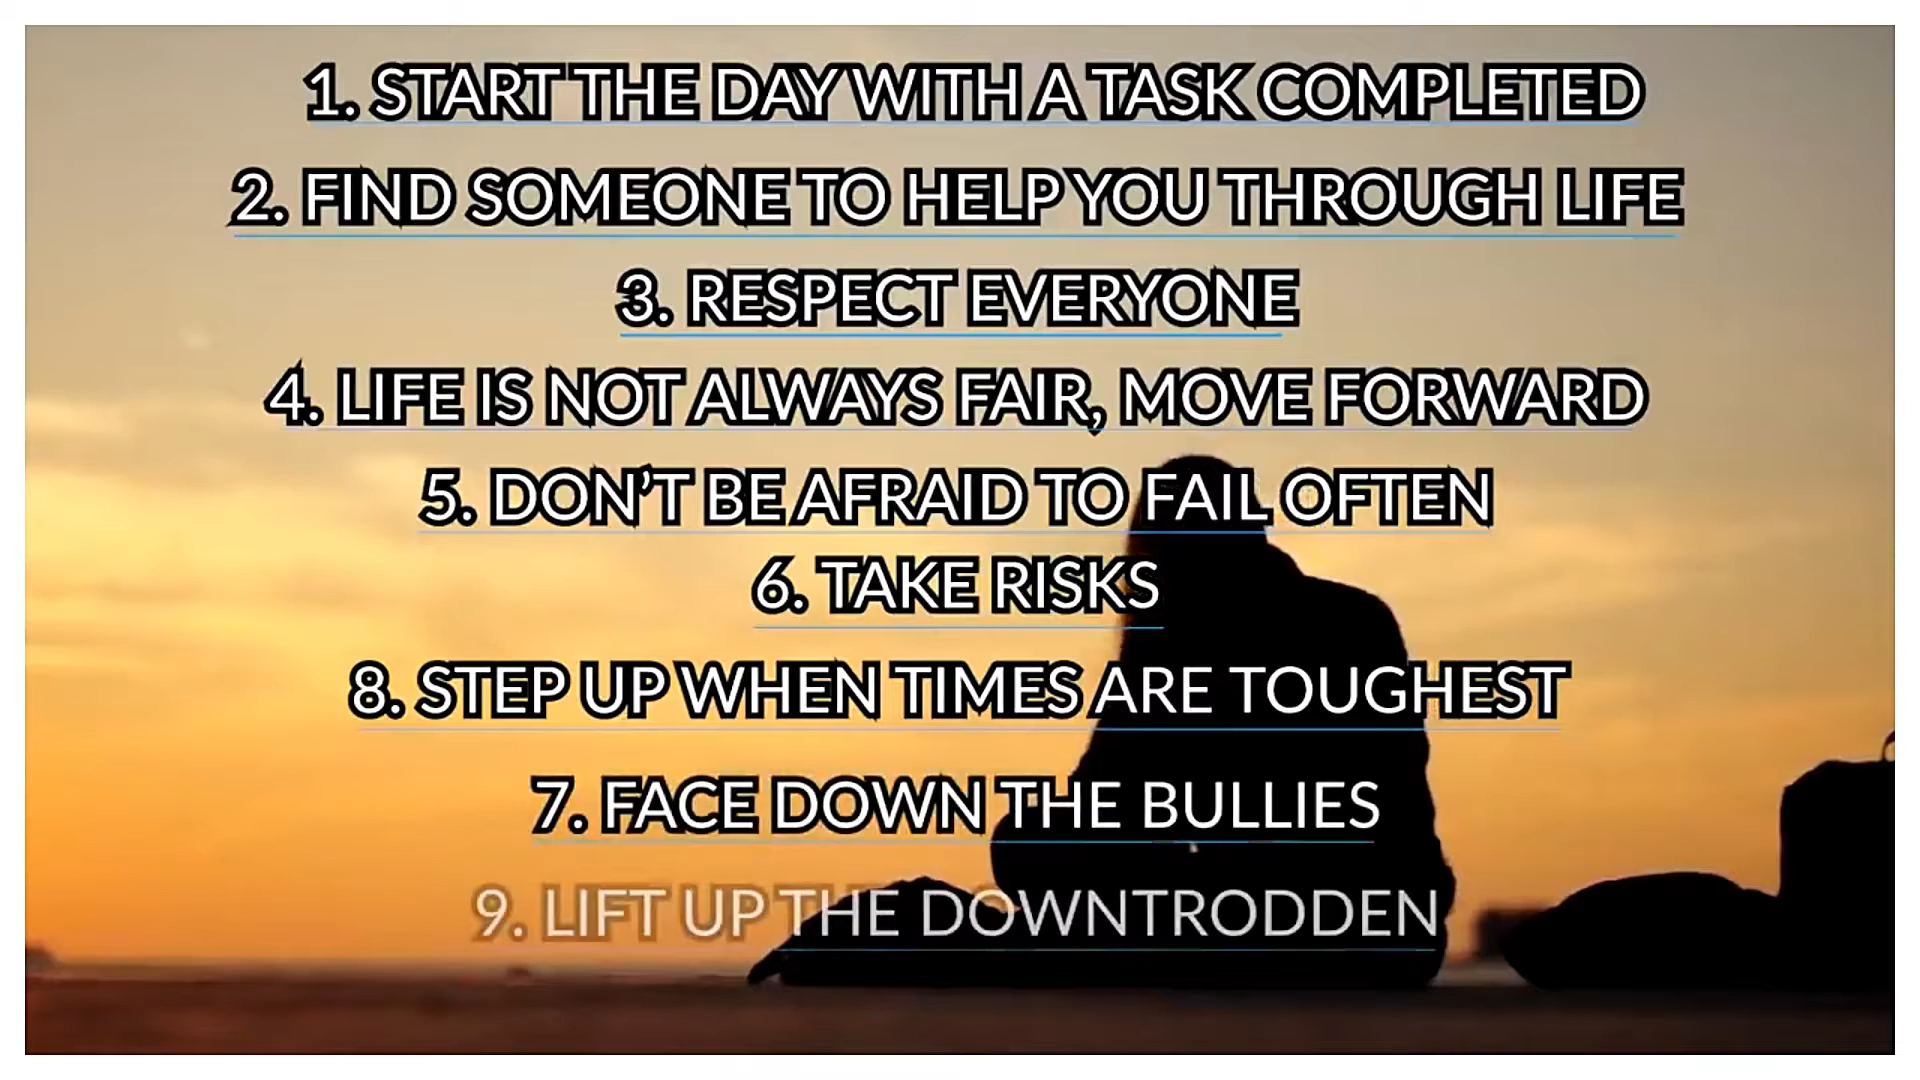 1. START THE DAY WITH A TASK COMPLETED
2. FIND SOMEONE TO HELP YOU THROUGH LIFE
3. RESPECT EVERYONE
4. LIFE IS NOT ALWAYS FAIR, MOVE FORWARD
5. DON’T BE AFRAID TO FAIL OFTEN
6. TAKE RISKS
8. STEP UP WHEN TIMES ARE TOUGHEST
7. FACE DOWN THE BULLIES
9. LIFT UP THE DOWNTRODDEN